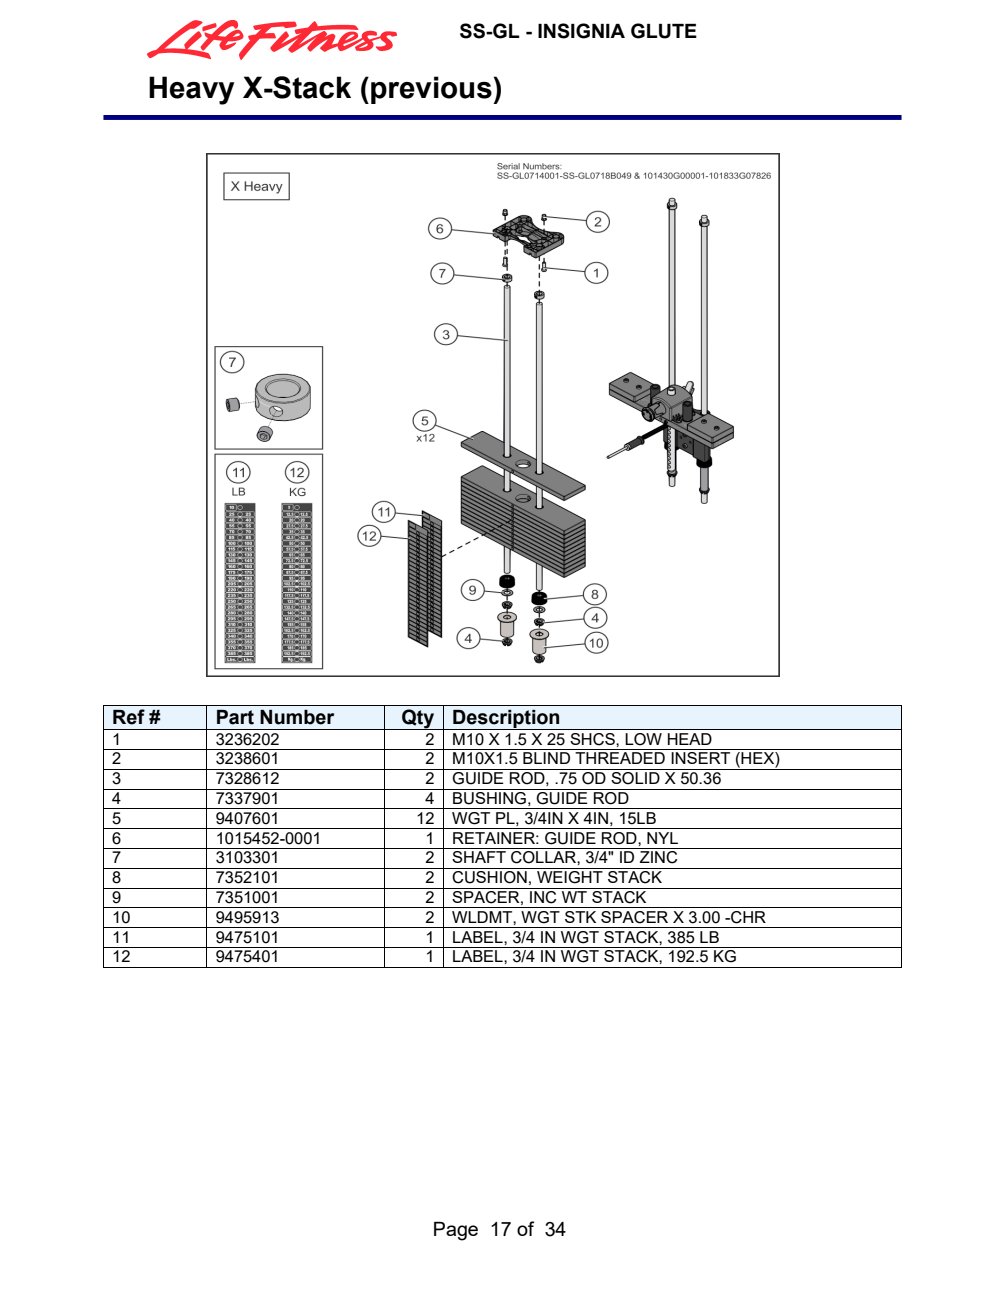 Life Fitness
SS-GL - INSIGNIA GLUTE
Heavy X-Stack (previous)
Serial Numbers:
SS-GL0714001-SS-GL0718B049 & 101430G00001-101833G07826
X Heavy
2
6
7
1
3
7
5
x12
11
LB
12
KG
11
12
9
8
4
4
10
Ref # Part Number Qty Description
1 3236202 2 M10 X 1.5 X 25 SHCS, LOW HEAD
2 3238601 2 M10X1.5 BLIND THREADED INSERT (HEX)
3 7328612 2 GUIDE ROD, .75 OD SOLID X 50.36
4 7337901 4 BUSHING, GUIDE ROD
5 9407601 12 WGT PL, 3/4IN X 4IN, 15LB
6 1015452-0001 1 RETAINER: GUIDE ROD, NYL
7 3103301 2 SHAFT COLLAR, 3/4" ID ZINC
8 7352101 2 CUSHION, WEIGHT STACK
9 7351001 2 SPACER, INC WT STACK
10 9495913 2 WLDMT, WGT STK SPACER X 3.00 -CHR
11 9475101 1 LABEL, 3/4 IN WGT STACK, 385 LB
12 9475401 1 LABEL, 3/4 IN WGT STACK, 192.5 KG
Page 17 of 34